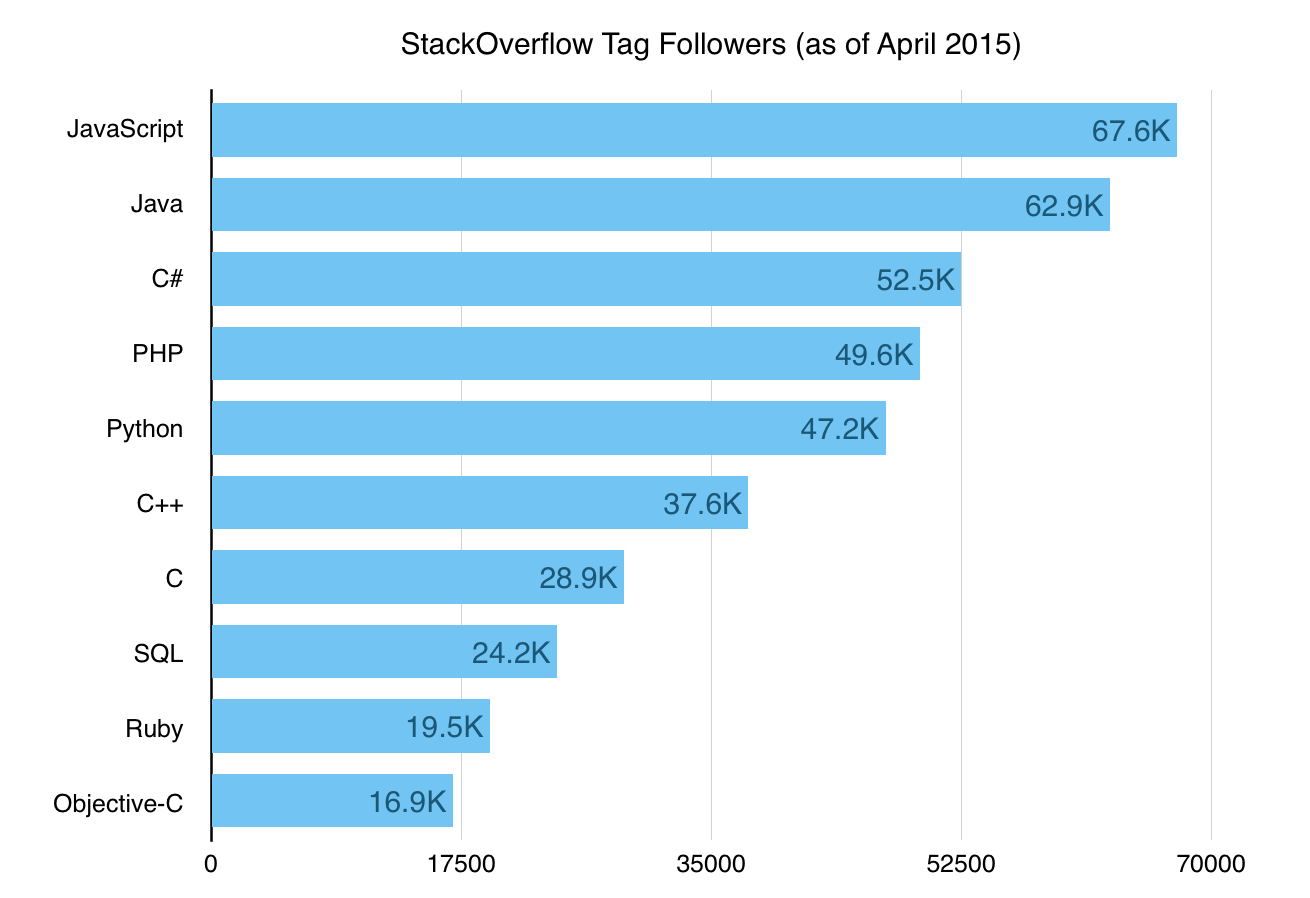 StackOverflow Tag Followers (as of April 2015)
JavaScript 67.6K
Java 62.9K
C# 52.5K
PHP 49.6K
Python 47.2K
C++ 37.6K
C 28.9K
SQL 24.2K
Ruby 19.5K
Objective-C 16.9K
0 17500 35000 52500 70000